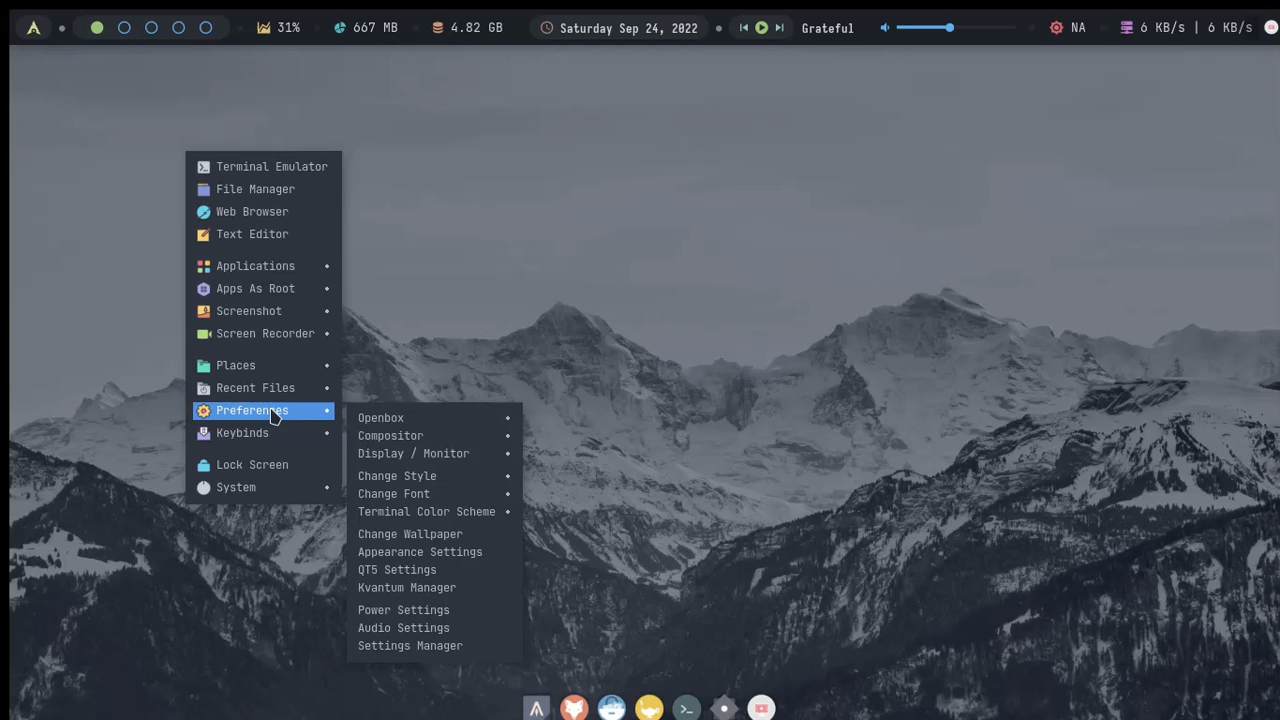 31%
667 MB
4.82 GB
Saturday Sep 24, 2022
Grateful
NA
6 KB/s | 6 KB/s
Terminal Emulator
File Manager
Web Browser
Text Editor
Applications
Apps As Root
Screenshot
Screen Recorder
Places
Recent Files
Preferences
Keybinds
Lock Screen
System
Openbox
Compositor
Display / Monitor
Change Style
Change Font
Terminal Color Scheme
Change Wallpaper
Appearance Settings
QT5 Settings
Kvantum Manager
Power Settings
Audio Settings
Settings Manager